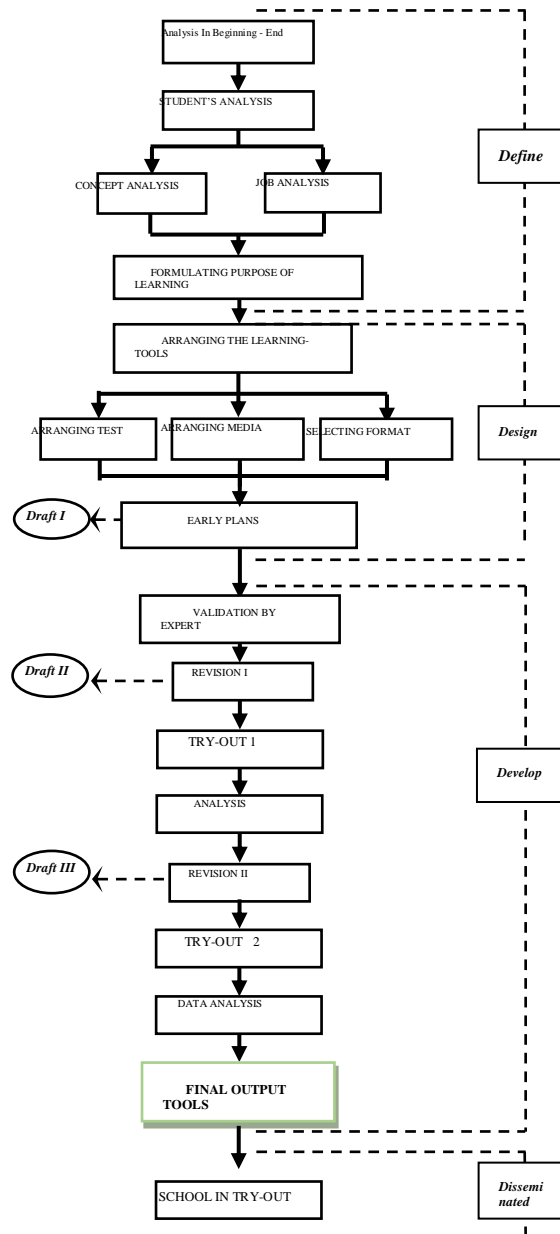 Analysis In Beginning - End
STUDENT'S ANALYSIS
Define
CONCEPT ANALYSIS
JOB ANALYSIS
FORMULATING PURPOSE OF
LEARNING
ARRANGING THE LEARNING-
TOOLS
ARRANGING TEST
ARRANGING MEDIA
SELECTING FORMAT
Design
Draft I
EARLY PLANS
VALIDATION BY
EXPERT
Draft II
REVISION I
TRY-OUT 1
Develop
ANALYSIS
Draft III
REVISION II
TRY-OUT 2
DATA ANALYSIS
FINAL OUTPUT
TOOLS
SCHOOL IN TRY-OUT
Dissemi
nated